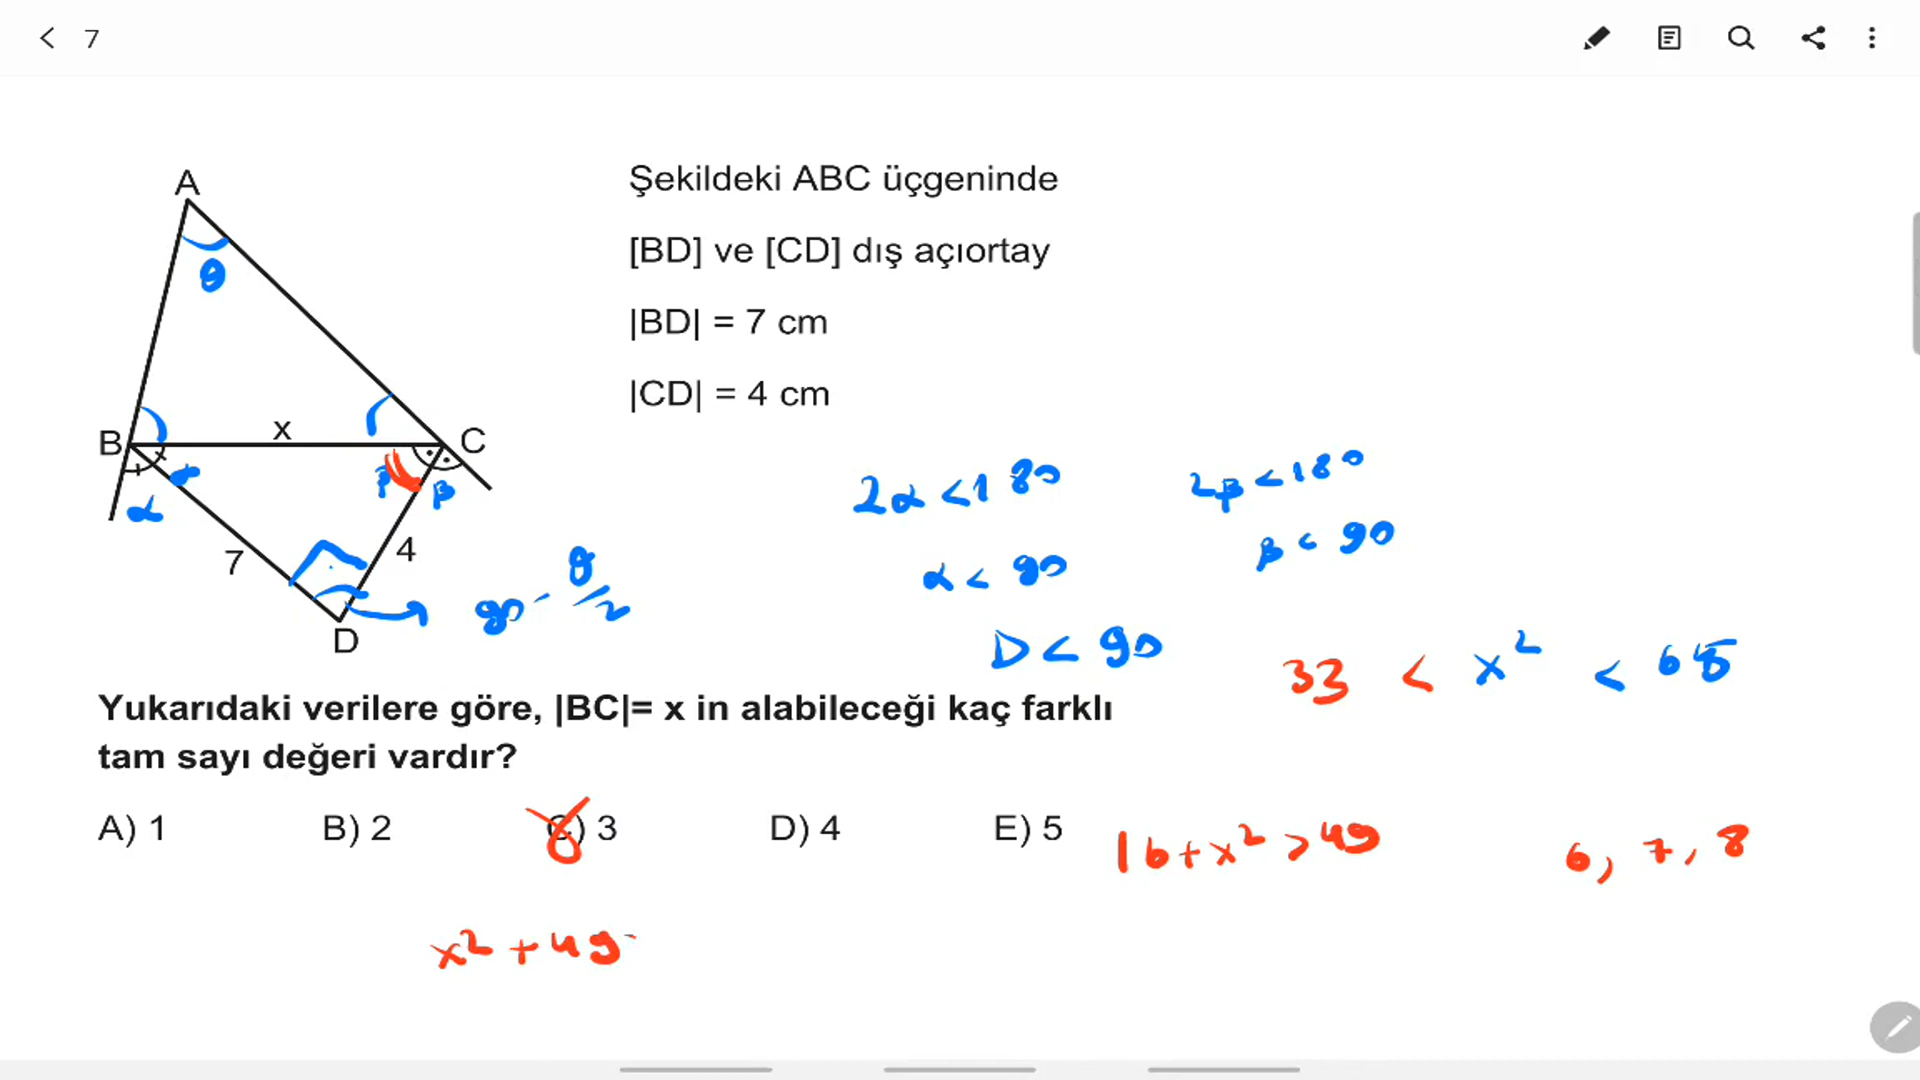 7
A
θ
B
x
C
α
α
β
β
7
4
D
90 - θ/2
Şekildeki ABC üçgeninde
[BD] ve [CD] dış açıortay
|BD| = 7 cm
|CD| = 4 cm
2α < 180
2β < 180
α < 90
β < 90
D < 90
33 < x² < 65
Yukarıdaki verilere göre, |BC|= x in alabileceği kaç farklı
tam sayı değeri vardır?
A) 1 B) 2 C) 3 D) 4 E) 5
16 + x² > 49
6, 7, 8
x² + 49